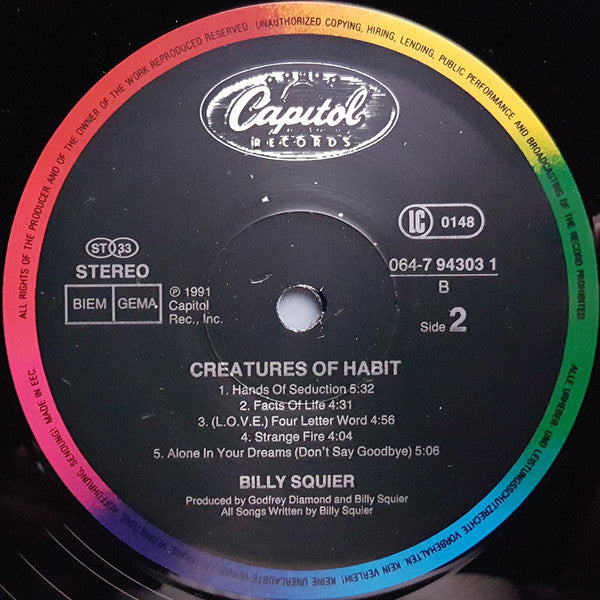 ALL RIGHTS OF THE PRODUCER AND OF THE OWNER OF THE WORK REPRODUCED RESERVED. UNAUTHORIZED COPYING, HIRING, LENDING, PUBLIC PERFORMANCE AND BROADCASTING OF THE RECORD PROHIBITED.
Capitol
RECORDS
LC 0148
ST 33
STEREO
BIEM GEMA
℗ 1991
Capitol
Rec., Inc.
064-7 94303 1
B
Side 2
CREATURES OF HABIT
1. Hands Of Seduction 5:32
2. Facts Of Life 4:31
3. (L.O.V.E.) Four Letter Word 4:56
4. Strange Fire 4:04
5. Alone In Your Dreams (Don't Say Goodbye) 5:06
BILLY SQUIER
Produced by Godfrey Diamond and Billy Squier
All Songs Written by Billy Squier
ALLE URHEBER- UND LEISTUNGSSCHUTZRECHTE VORBEHALTEN. KEIN VERLEIH! KEINE UNERLAUBTE VERVIELFÄLTIGUNG, VERMIETUNG, AUFFÜHRUNG, SENDUNG! MADE IN EEC.